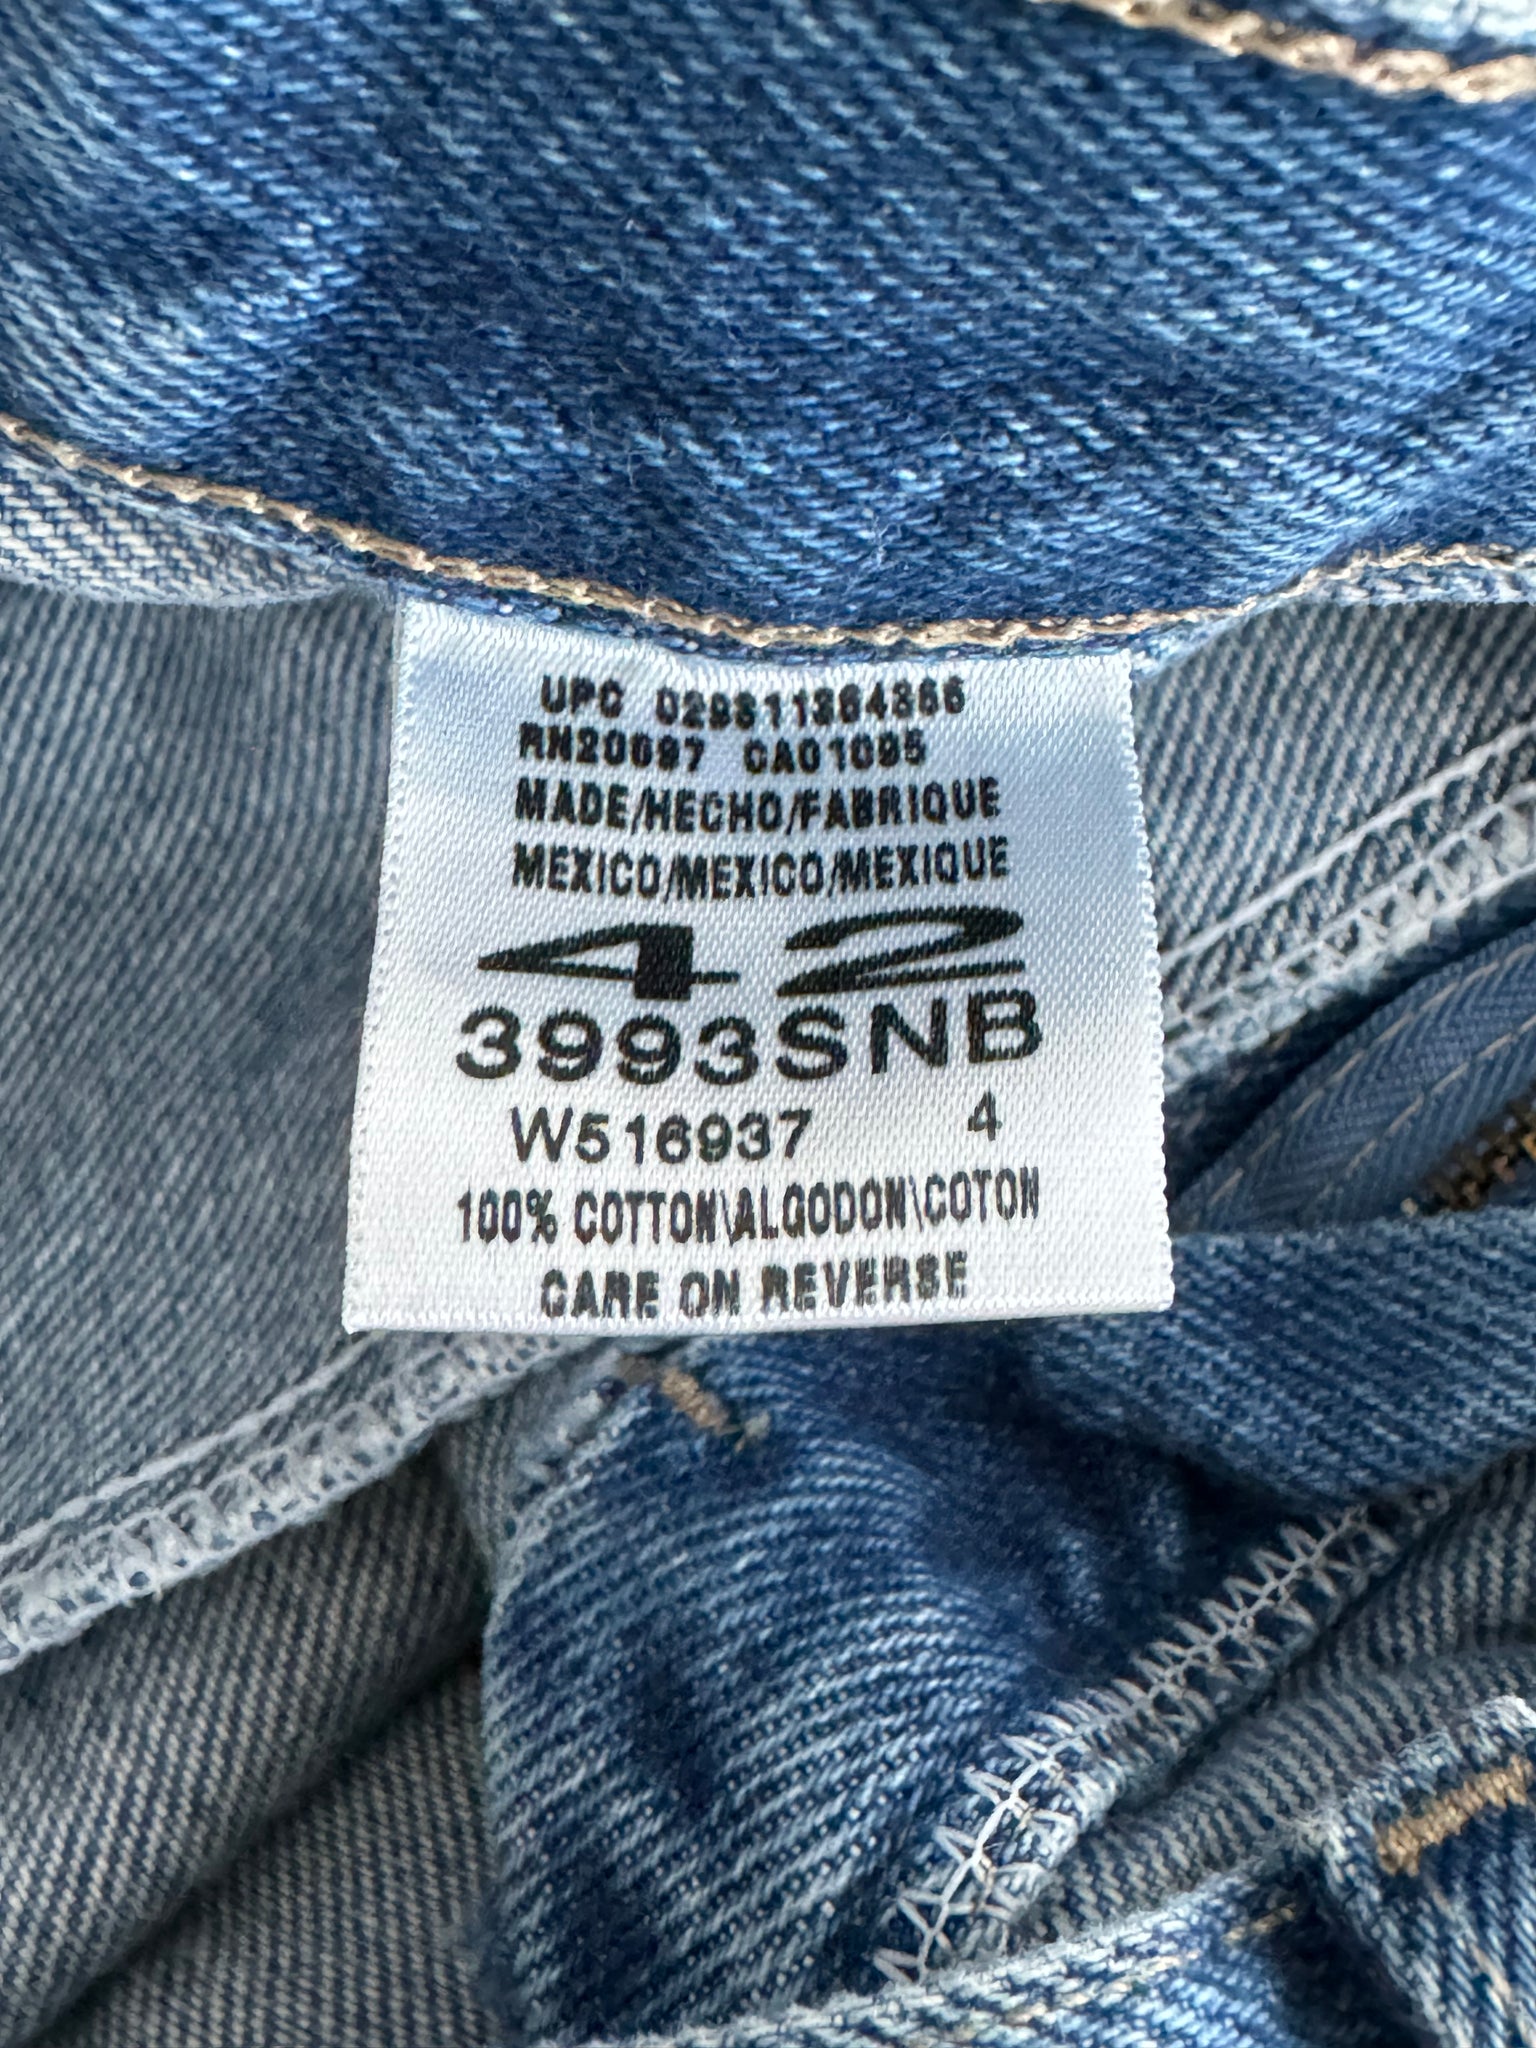 UPC 029311364366
RN20697 CA01095
MADE/HECHO/FABRIQUE
MEXICO/MEXICO/MEXIQUE
42
3993SNB
W516937 4
100% COTTON\ALGODON\COTON
CARE ON REVERSE